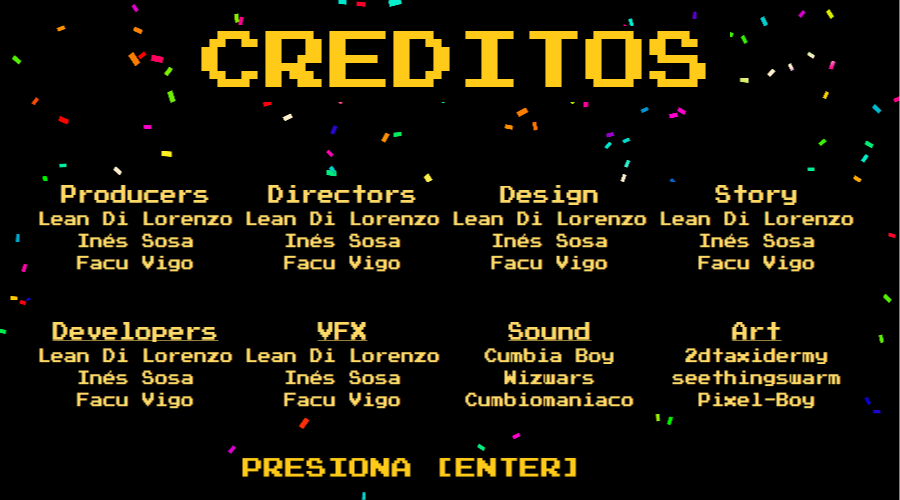 CREDITOS
Producers Directors Design Story
Lean Di Lorenzo Lean Di Lorenzo Lean Di Lorenzo Lean Di Lorenzo
Inés Sosa Inés Sosa Inés Sosa Inés Sosa
Facu Vigo Facu Vigo Facu Vigo Facu Vigo
Developers VFX Sound Art
Lean Di Lorenzo Lean Di Lorenzo Cumbia Boy 2dtaxidermy
Inés Sosa Inés Sosa Wizwars seethingswarm
Facu Vigo Facu Vigo Cumbiomaniaco Pixel-Boy
PRESIONA [ENTER]